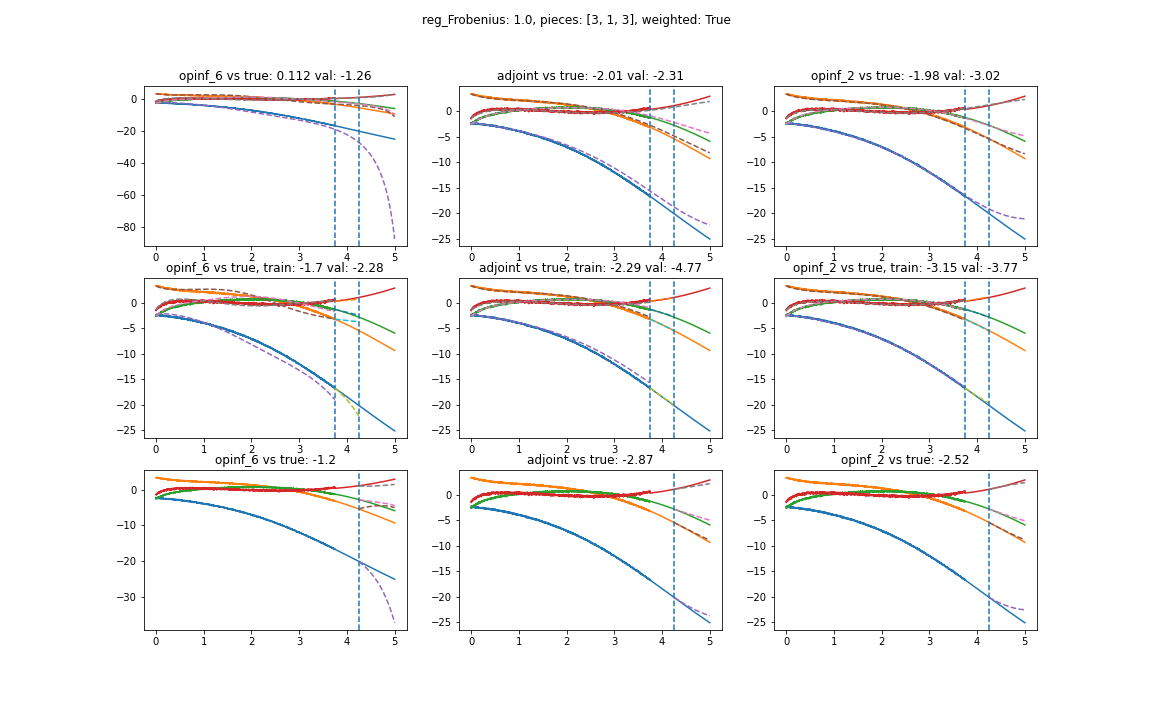 reg_Frobenius: 1.0, pieces: [3, 1, 3], weighted: True
opinf_6 vs true: 0.112 val: -1.26
adjoint vs true: -2.01 val: -2.31
opinf_2 vs true: -1.98 val: -3.02
0
−20
−40
−60
−80
0 1 2 3 4 5
0
−5
−10
−15
−20
−25
0 1 2 3 4 5
0
−5
−10
−15
−20
−25
0 1 2 3 4 5
opinf_6 vs true, train: -1.7 val: -2.28
adjoint vs true, train: -2.29 val: -4.77
opinf_2 vs true, train: -3.15 val: -3.77
0
−5
−10
−15
−20
−25
0 1 2 3 4 5
0
−5
−10
−15
−20
−25
0 1 2 3 4 5
0
−5
−10
−15
−20
−25
0 1 2 3 4 5
opinf_6 vs true: -1.2
adjoint vs true: -2.87
opinf_2 vs true: -2.52
0
−10
−20
−30
0 1 2 3 4 5
0
−5
−10
−15
−20
−25
0 1 2 3 4 5
0
−5
−10
−15
−20
−25
0 1 2 3 4 5